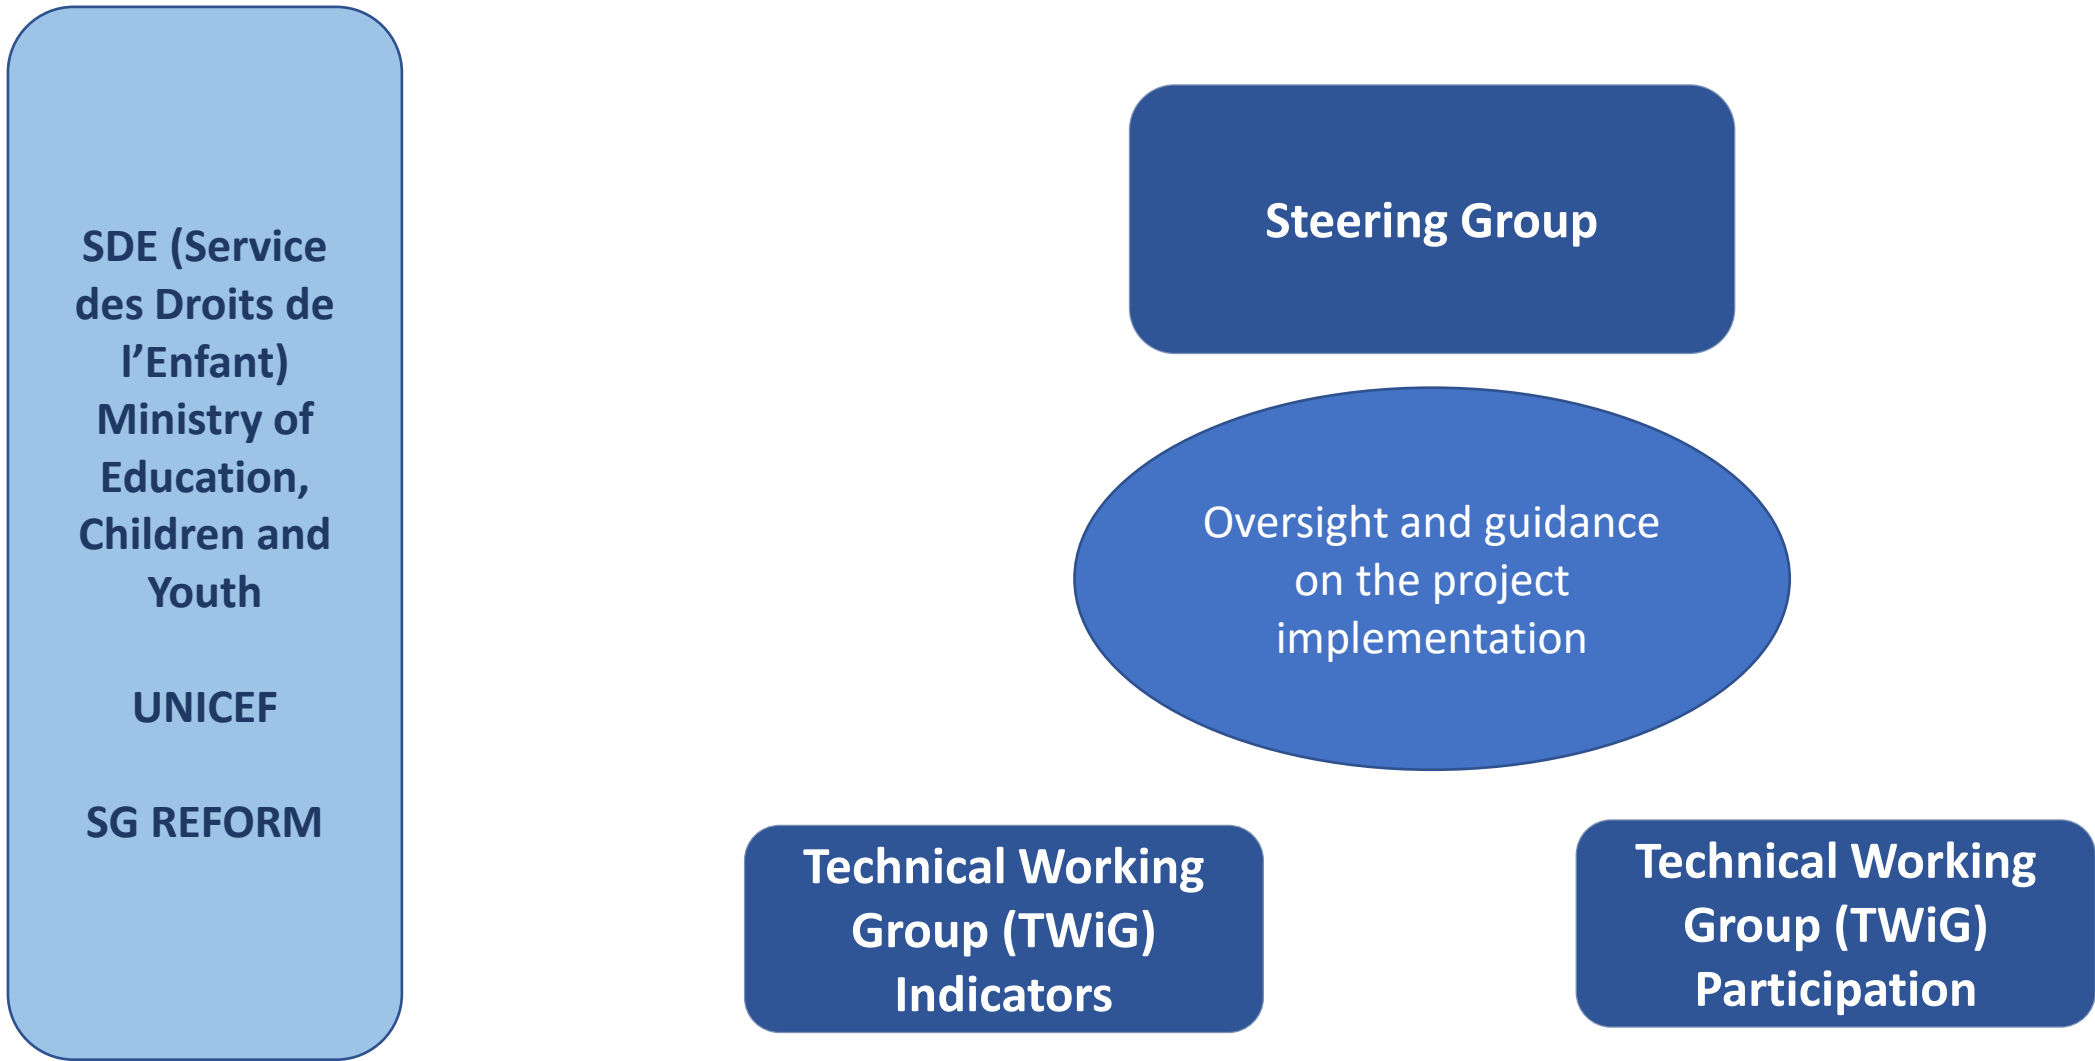 SDE (Service
des Droits de
l’Enfant)
Ministry of
Education,
Children and
Youth
UNICEF
SG REFORM
Steering Group
Oversight and guidance
on the project
implementation
Technical Working
Group (TWiG)
Indicators
Technical Working
Group (TWiG)
Participation